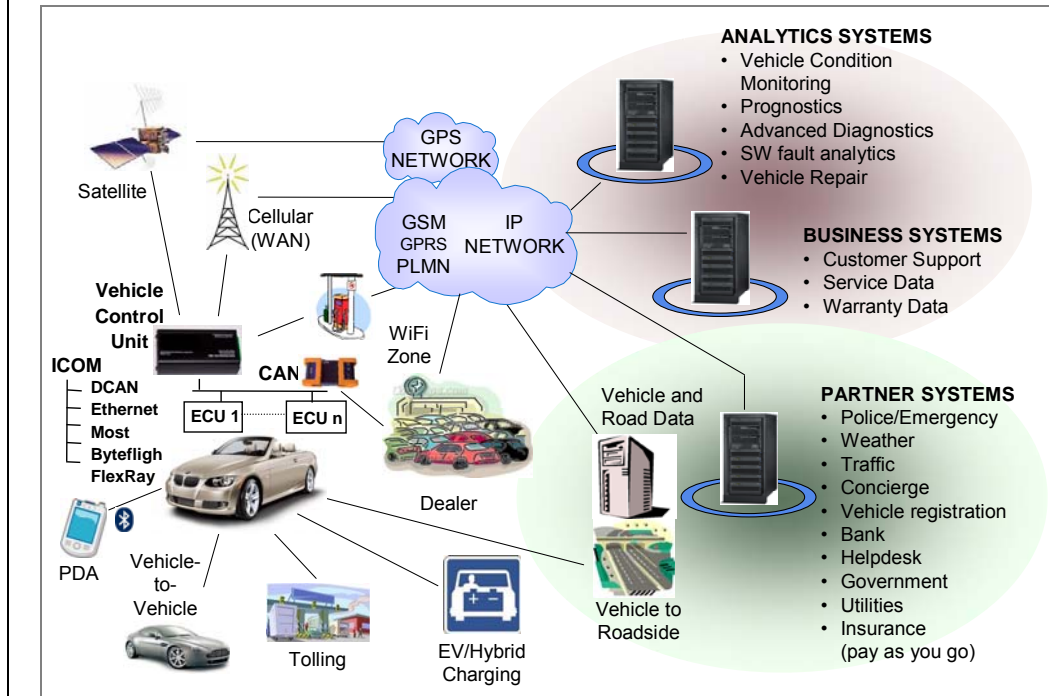 ANALYTICS SYSTEMS
• Vehicle Condition
Monitoring
• Prognostics
• Advanced Diagnostics
• SW fault analytics
• Vehicle Repair
GPS
NETWORK
Satellite
Cellular
(WAN)
GSM
GPRS
PLMN
IP
NETWORK
BUSINESS SYSTEMS
• Customer Support
• Service Data
• Warranty Data
Vehicle
Control
Unit
WiFi
Zone
ICOM
DCAN
Ethernet
Most
Bytefligh
FlexRay
CAN
ECU 1
ECU n
Vehicle and
Road Data
PARTNER SYSTEMS
• Police/Emergency
• Weather
• Traffic
• Concierge
• Vehicle registration
• Bank
• Helpdesk
• Government
• Utilities
• Insurance
(pay as you go)
Dealer
PDA
Vehicle-
to-
Vehicle
Tolling
EV/Hybrid
Charging
Vehicle to
Roadside